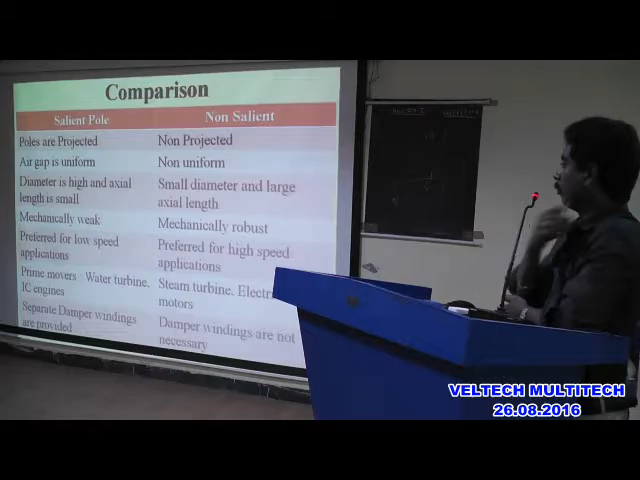 Comparison
Salient Pole
Non Salient
Poles are Projected
Non Projected
Air gap is uniform
Non uniform
Diameter is high and axial
length is small
Small diameter and large
axial length
Mechanically weak
Mechanically robust
Preferred for low speed
applications
Preferred for high speed
applications
Prime movers : Water turbine,
IC engines
Steam turbine, Electri
motors
Separate Damper windings
are provided
Damper windings are not
necessary
VELTECH MULTITECH
26.08.2016